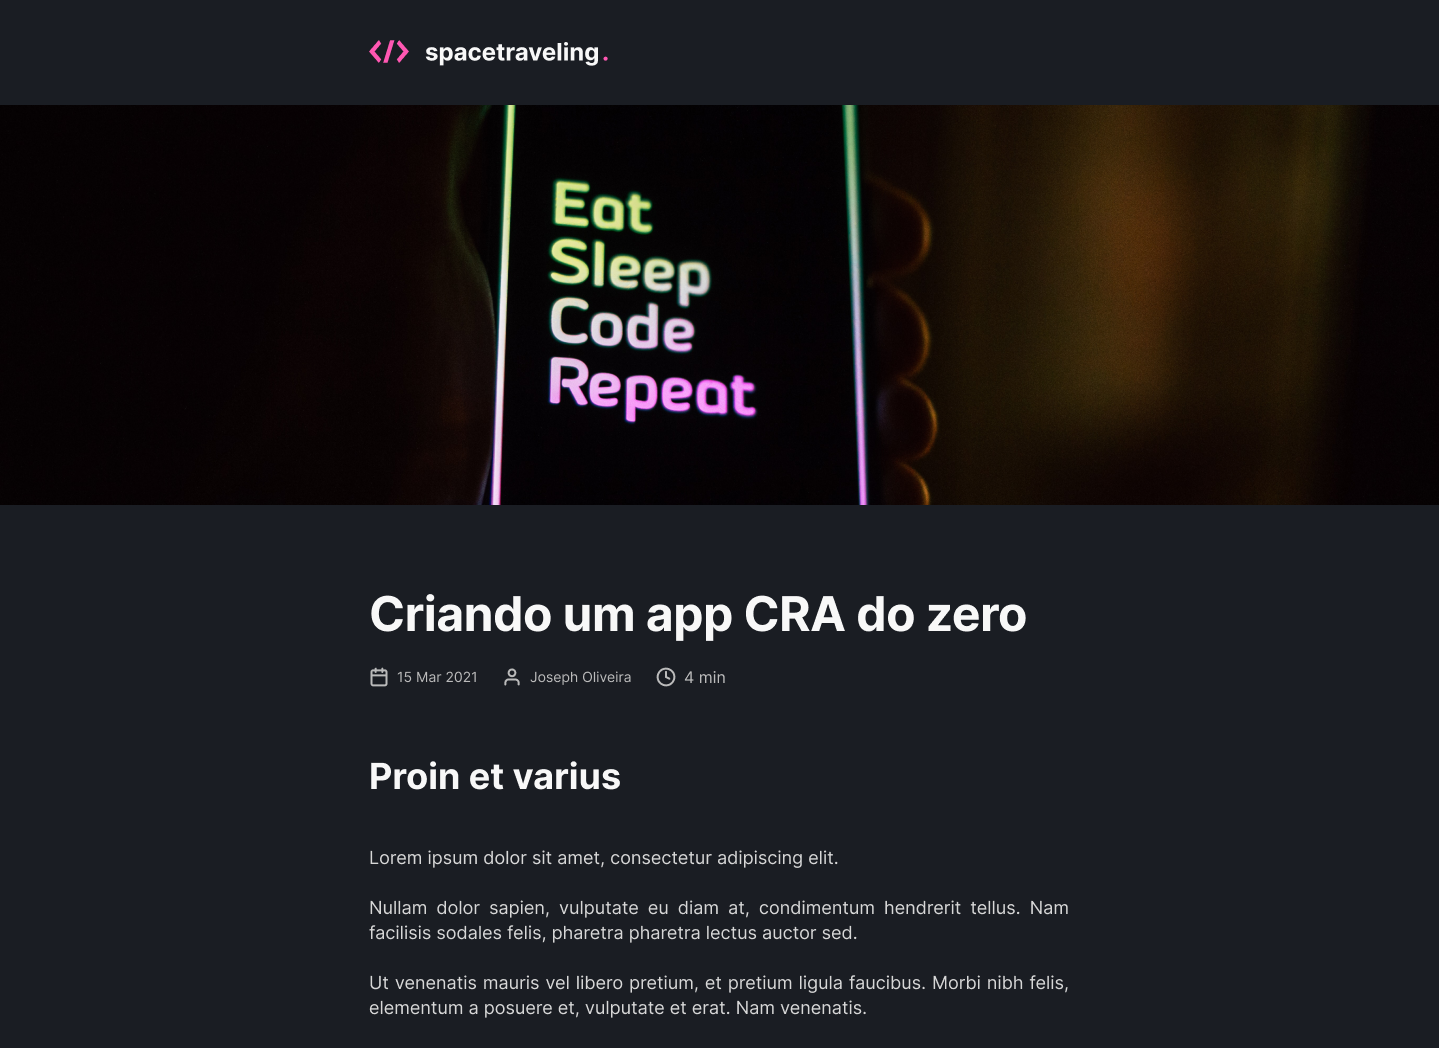 </> spacetraveling.
Eat
Sleep
Code
Repeat
Criando um app CRA do zero
15 Mar 2021 Joseph Oliveira 4 min
Proin et varius
Lorem ipsum dolor sit amet, consectetur adipiscing elit.
Nullam dolor sapien, vulputate eu diam at, condimentum hendrerit tellus. Nam
facilisis sodales felis, pharetra pharetra lectus auctor sed.
Ut venenatis mauris vel libero pretium, et pretium ligula faucibus. Morbi nibh felis,
elementum a posuere et, vulputate et erat. Nam venenatis.